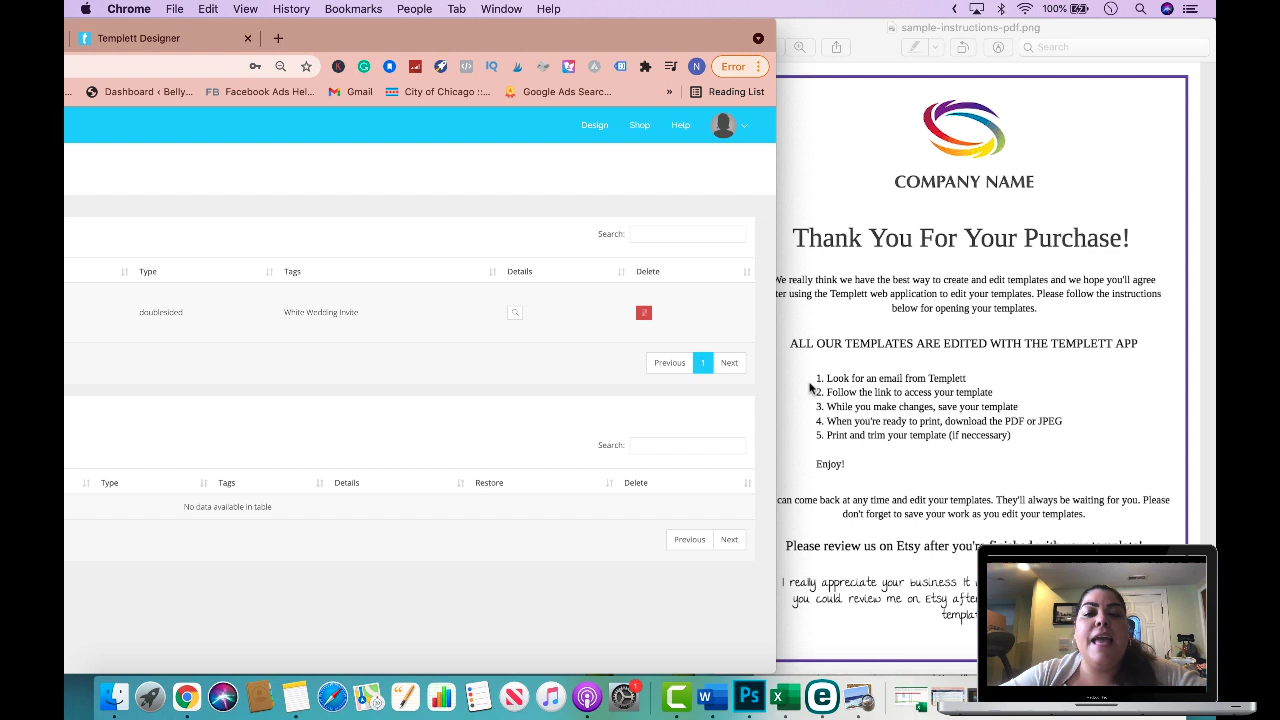 Chrome File Edit View History Bookmarks People Tab Window Help 100%
Templett Designer
sample-instructions-pdf.png
Search
N Error
Dashboard < Belly... FB Facebook Ads Hel... Gmail City of Chicago -... Google Ads Searc... » Reading List
Design Shop Help
Search:
Type Tags Details Delete
doublesided White Wedding Invite
Previous 1 Next
Search:
Type Tags Details Restore Delete
No data available in table
Previous Next
COMPANY NAME
Thank You For Your Purchase!
We really think we have the best way to create and edit templates and we hope you'll agree
ter using the Templett web application to edit your templates. Please follow the instructions
below for opening your templates.
ALL OUR TEMPLATES ARE EDITED WITH THE TEMPLETT APP
1. Look for an email from Templett
2. Follow the link to access your template
3. While you make changes, save your template
4. When you're ready to print, download the PDF or JPEG
5. Print and trim your template (if neccessary)
Enjoy!
can come back at any time and edit your templates. They'll always be waiting for you. Please
don't forget to save your work as you edit your templates.
Please review us on Etsy after you're finished with your template!
I really appreciate your business. It
you could review me on Etsy after
templa
1
W Ps X e